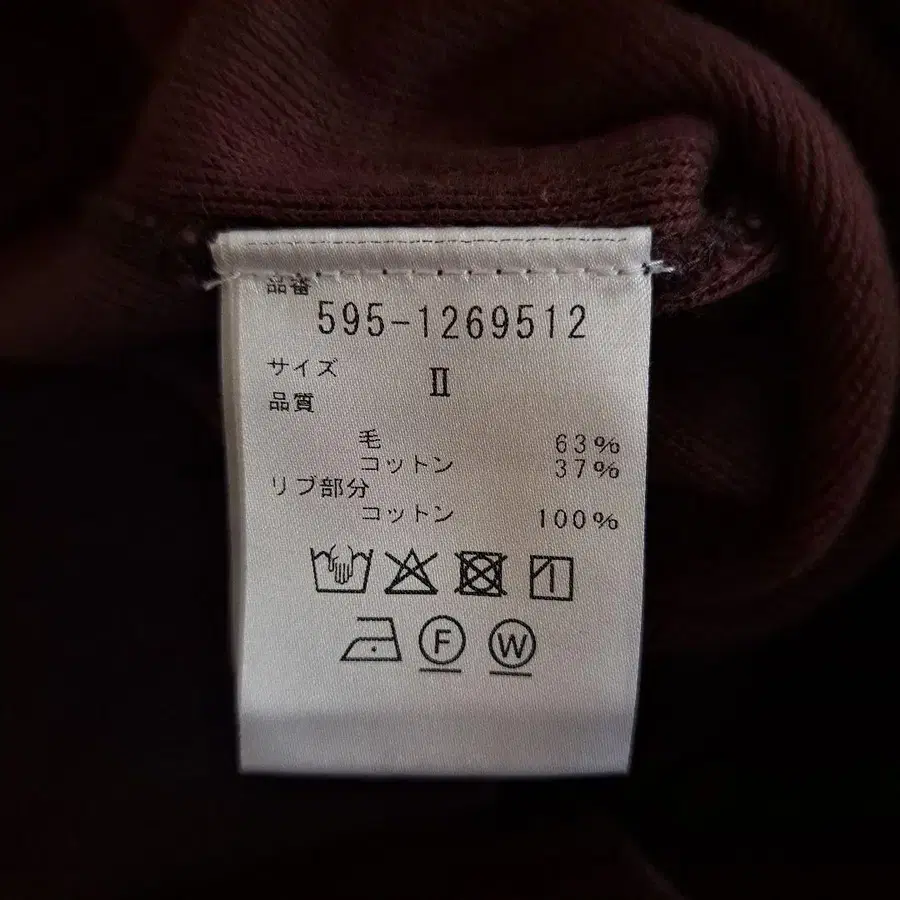 品番
595-1269512
サイズ Ⅱ
品質
毛 63%
コットン 37%
リブ部分
コットン 100%
F W